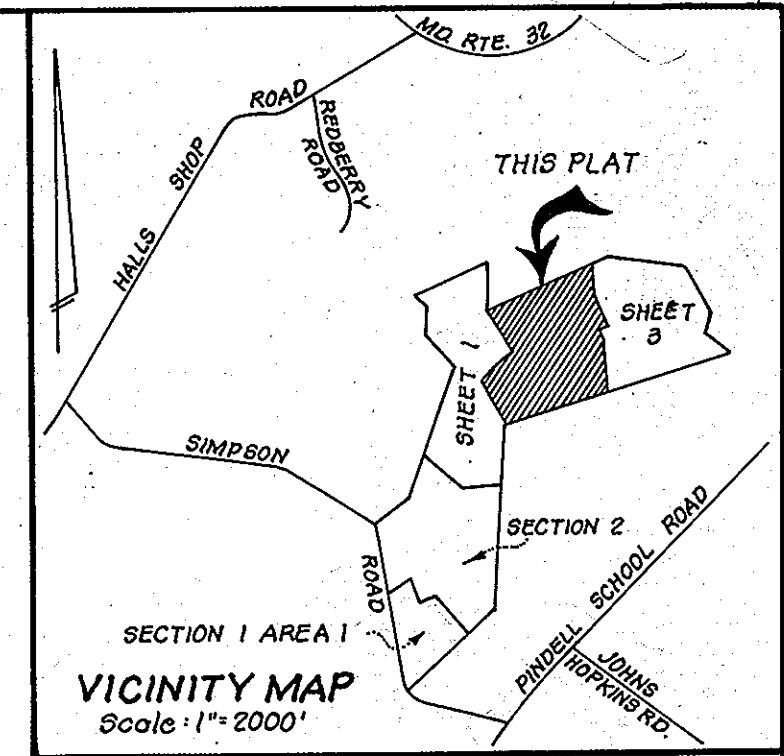 MD. RTE. 32
HALLS SHOP ROAD
REDBERRY
ROAD
THIS PLAT
SHEET 1
SHEET
3
SIMPSON
ROAD
SECTION 2
SECTION 1 AREA 1
PINDELL SCHOOL ROAD
JOHNS
HOPKINS RD.
VICINITY MAP
Scale: 1"= 2000'